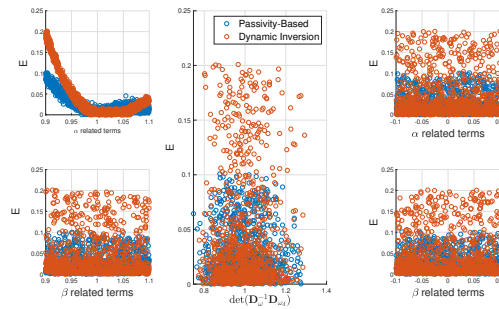 0.25
0.2
0.15
0.1
0.05
0
E
0.9 0.95 1 1.05 1.1
α related terms
0.25
0.2
0.15
0.1
0.05
0
E
0.9 0.95 1 1.05 1.1
β related terms
Passivity-Based
Dynamic Inversion
0.25
0.2
0.15
0.1
0.05
0
E
0.8 1 1.2 1.4
det(D_ω^{-1} D_{ω_d})
0.25
0.2
0.15
0.1
0.05
0
E
-0.1 -0.05 0 0.05 0.1
α related terms
0.25
0.2
0.15
0.1
0.05
0
E
-0.1 -0.05 0 0.05 0.1
β related terms